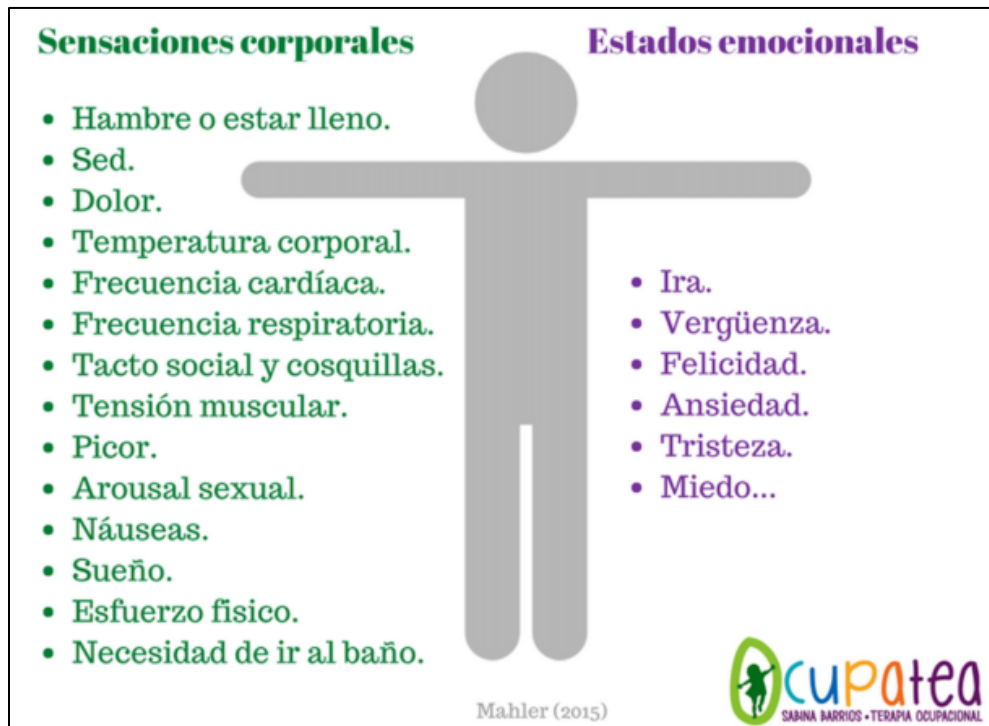 Sensaciones corporales
• Hambre o estar lleno.
• Sed.
• Dolor.
• Temperatura corporal.
• Frecuencia cardíaca.
• Frecuencia respiratoria.
• Tacto social y cosquillas.
• Tensión muscular.
• Picor.
• Arousal sexual.
• Náuseas.
• Sueño.
• Esfuerzo fisico.
• Necesidad de ir al baño.
Estados emocionales
• Ira.
• Vergüenza.
• Felicidad.
• Ansiedad.
• Tristeza.
• Miedo...
Mahler (2015)
Ocupatea
SABINA BARRIOS • TERAPIA OCUPACIONAL